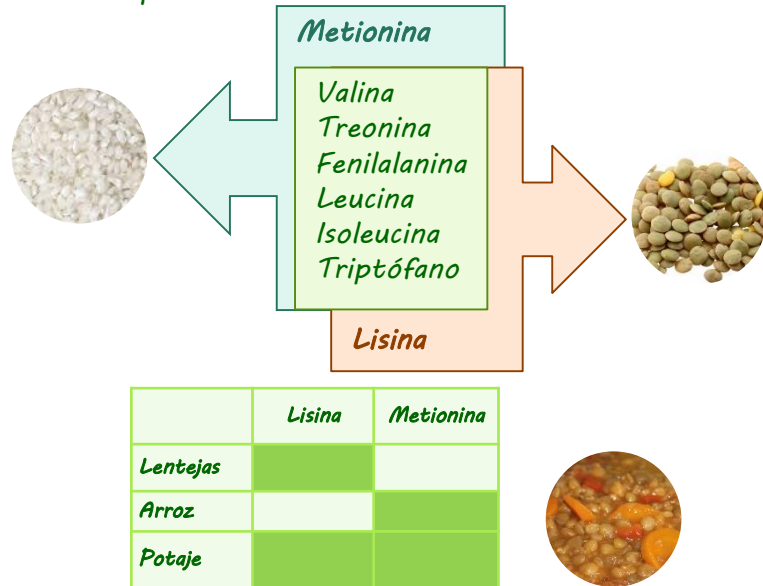 Metionina
Valina
Treonina
Fenilalanina
Leucina
Isoleucina
Triptófano
Lisina
Lisina Metionina
Lentejas
Arroz
Potaje